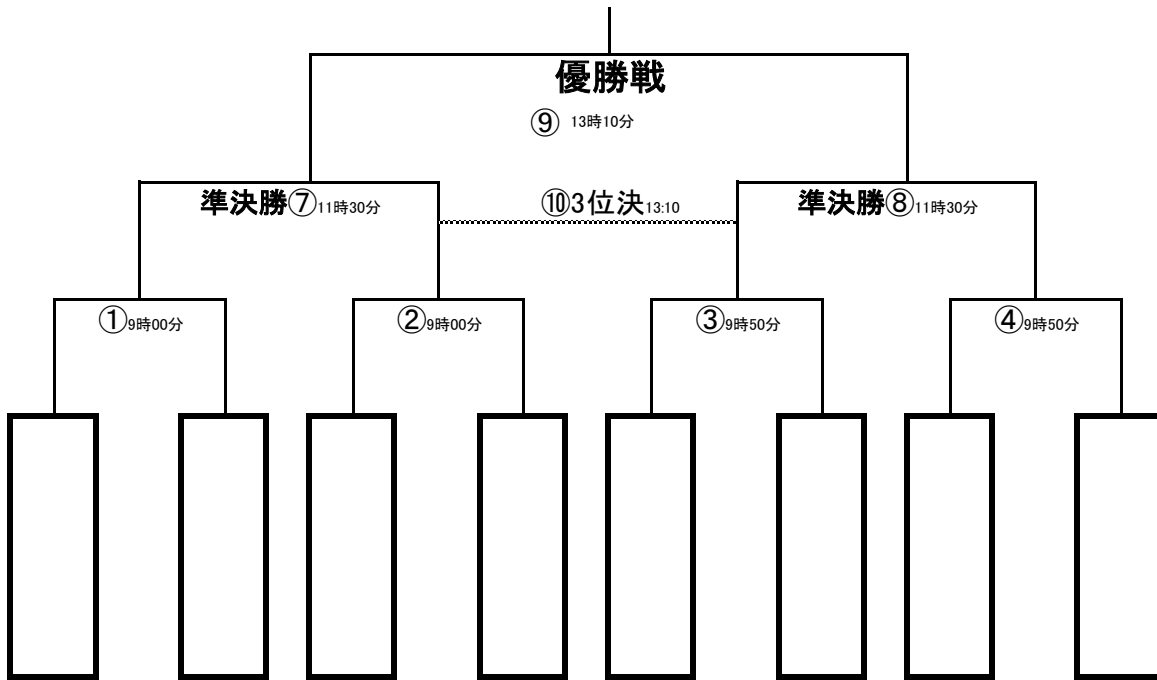 優勝戦
⑨ 13時10分
準決勝⑦11時30分
⑩3位決13:10
準決勝⑧11時30分
①9時00分
②9時00分
③9時50分
④9時50分